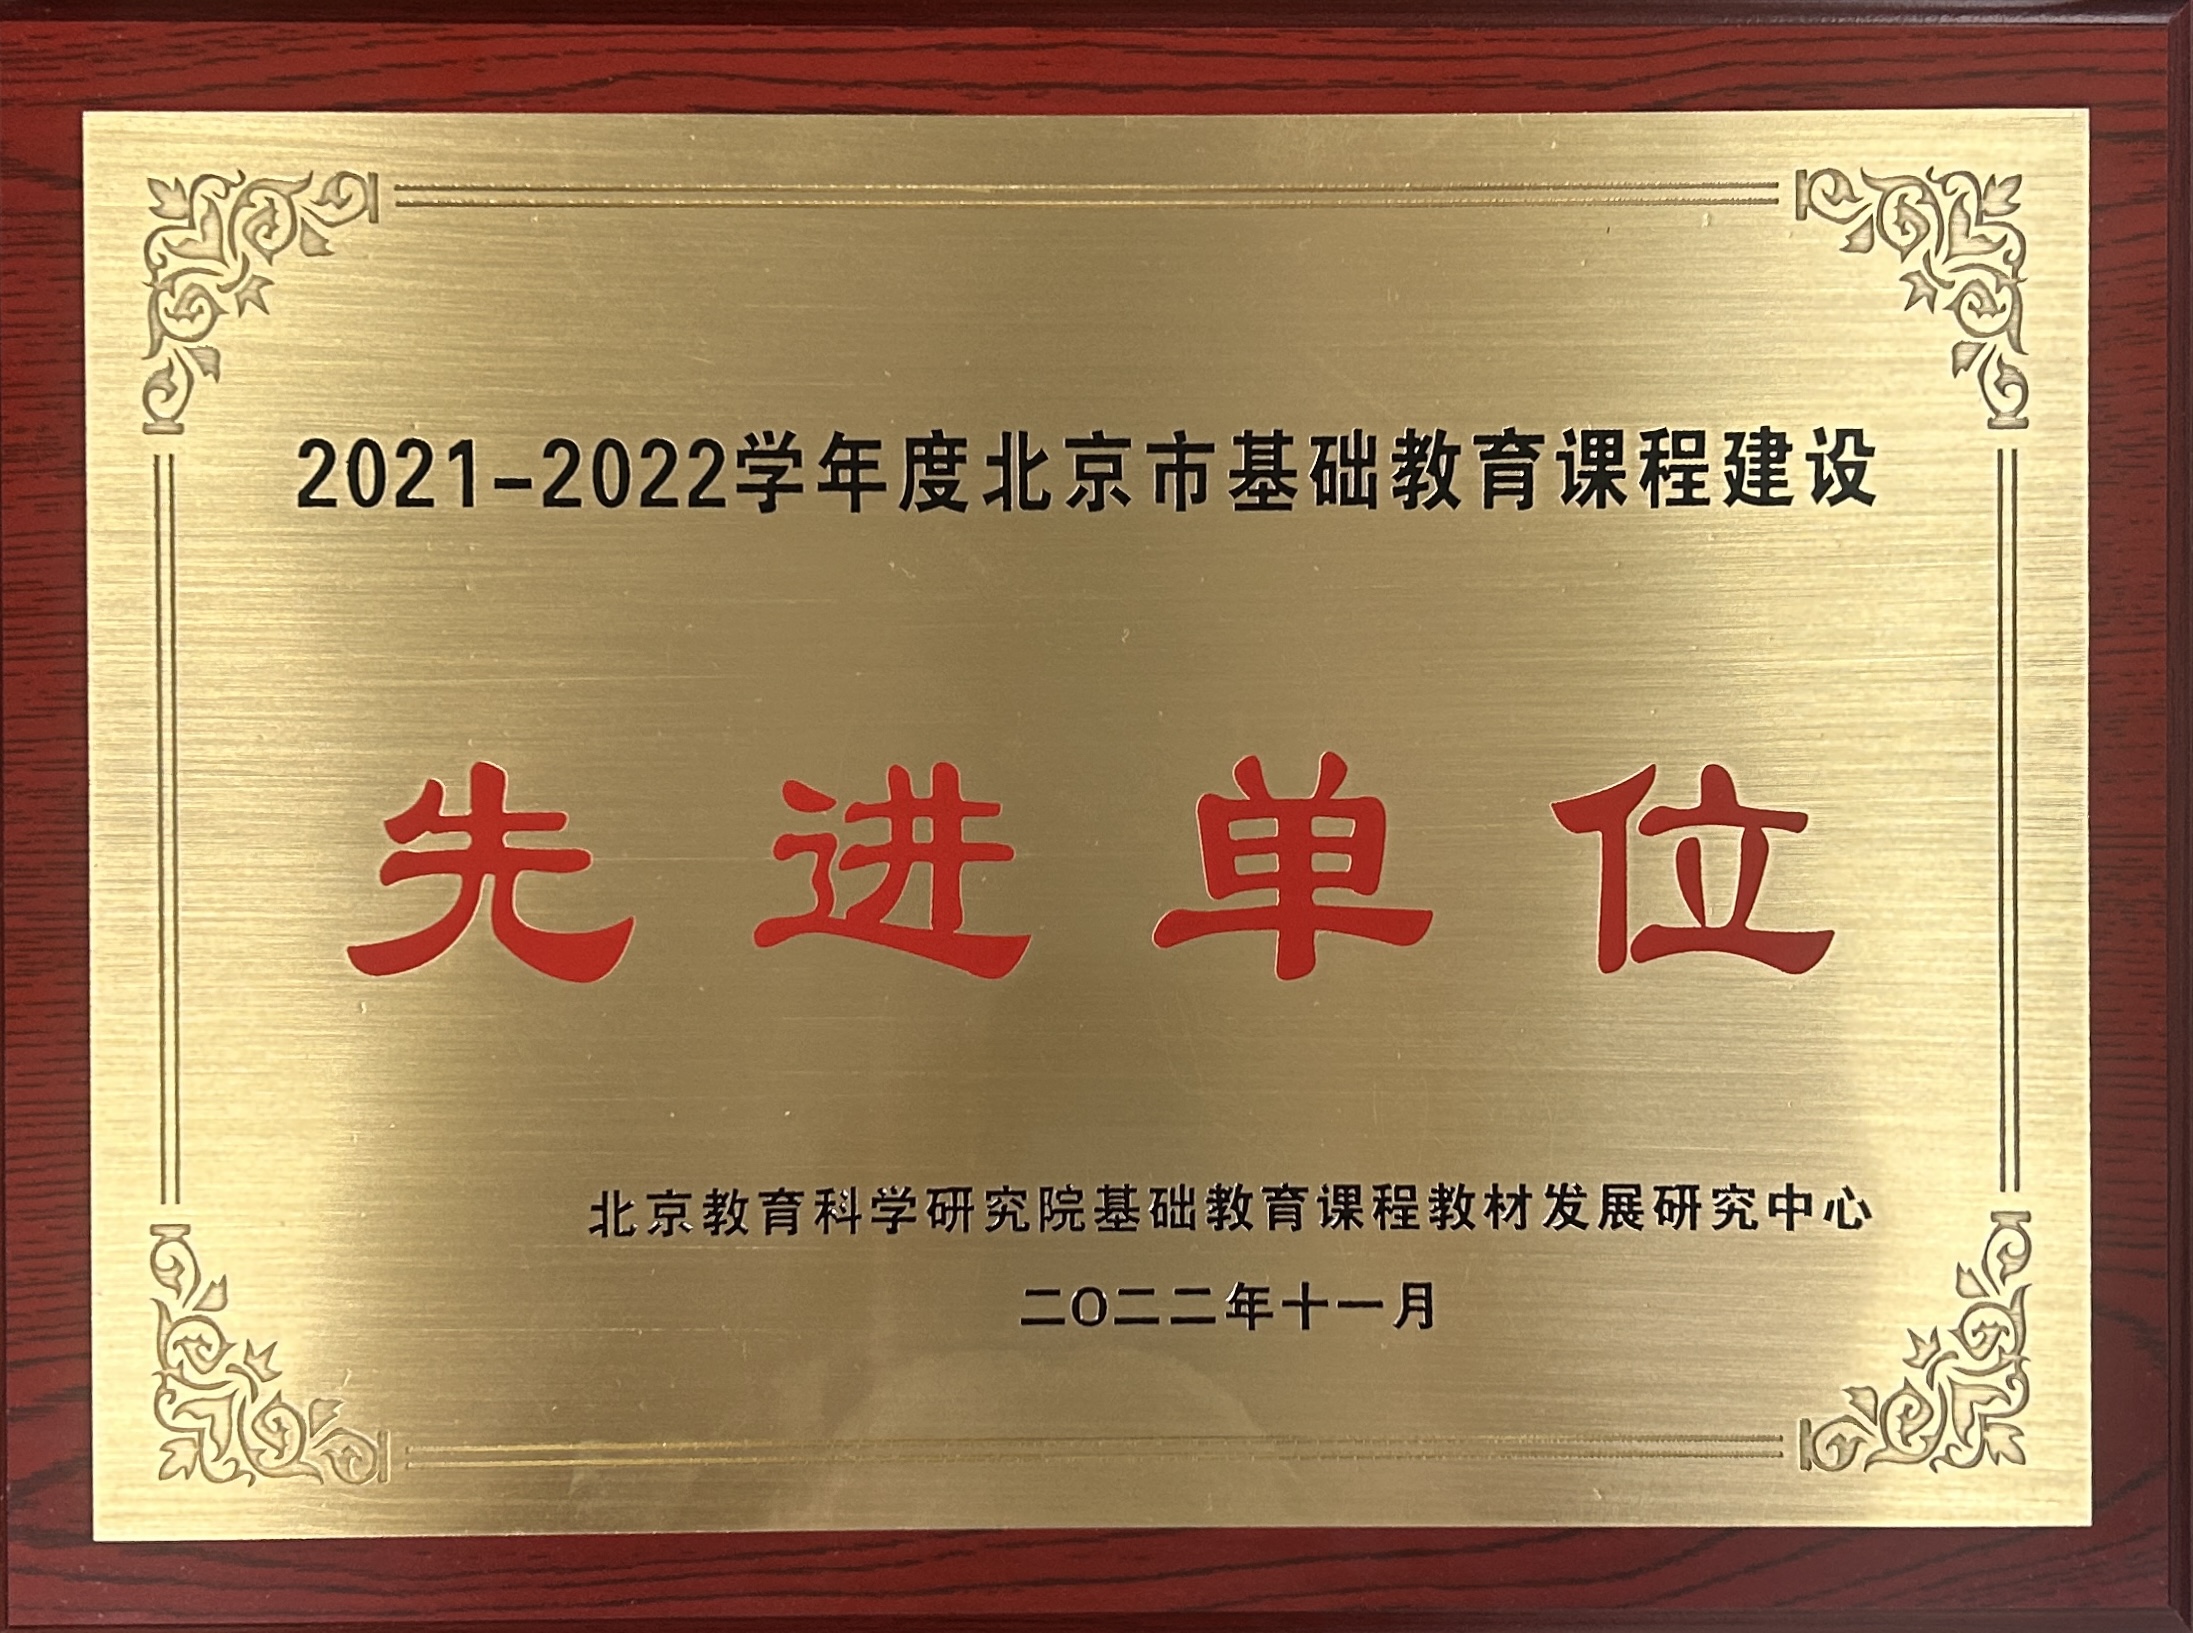 2021-2022学年度北京市基础教育课程建设
先进单位
北京教育科学研究院基础教育课程教材发展研究中心
二〇二二年十一月